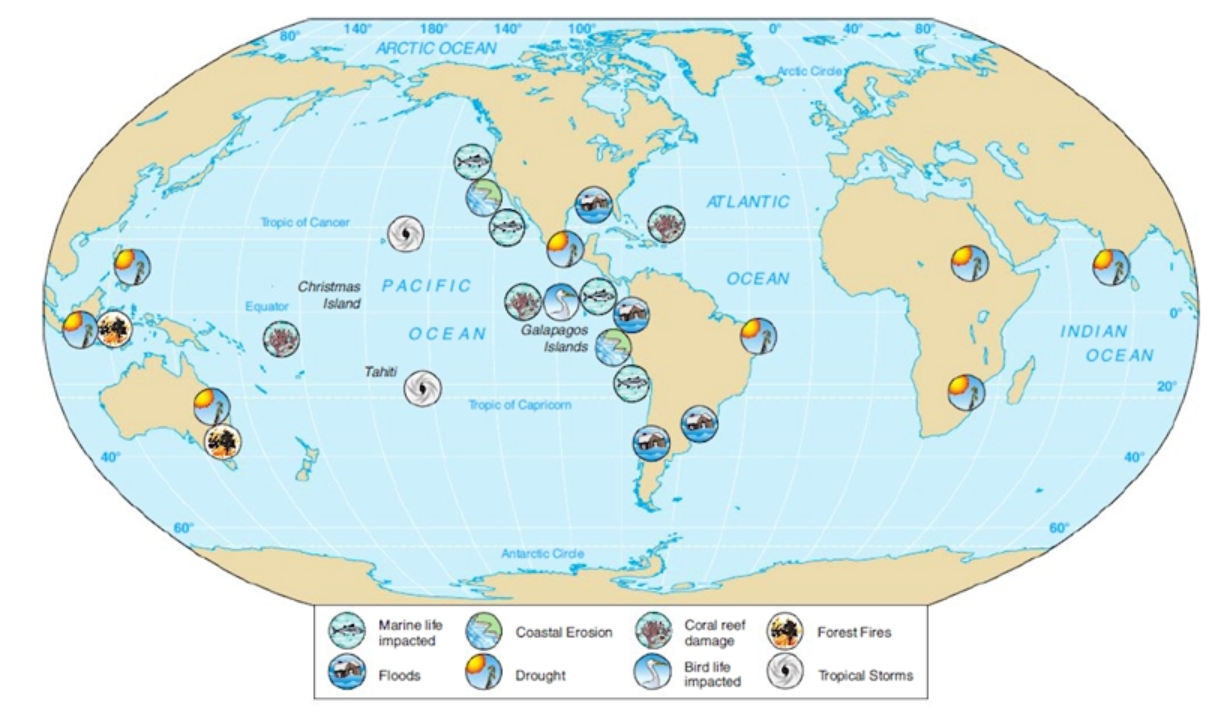 80° 140° 180° 140° 100° 0° 40° 80°
ARCTIC OCEAN
Arctic Circle
ATLANTIC
Tropic of Cancer
OCEAN
Christmas
Island
PACIFIC
Equator
OCEAN
0°
Galapagos
Islands
INDIAN
OCEAN
Tahiti
20°
Tropic of Capricorn
40° 40°
60° 60°
Antarctic Circle
Marine life
impacted
Coastal Erosion
Coral reef
damage
Forest Fires
Floods
Drought
Bird life
impacted
Tropical Storms